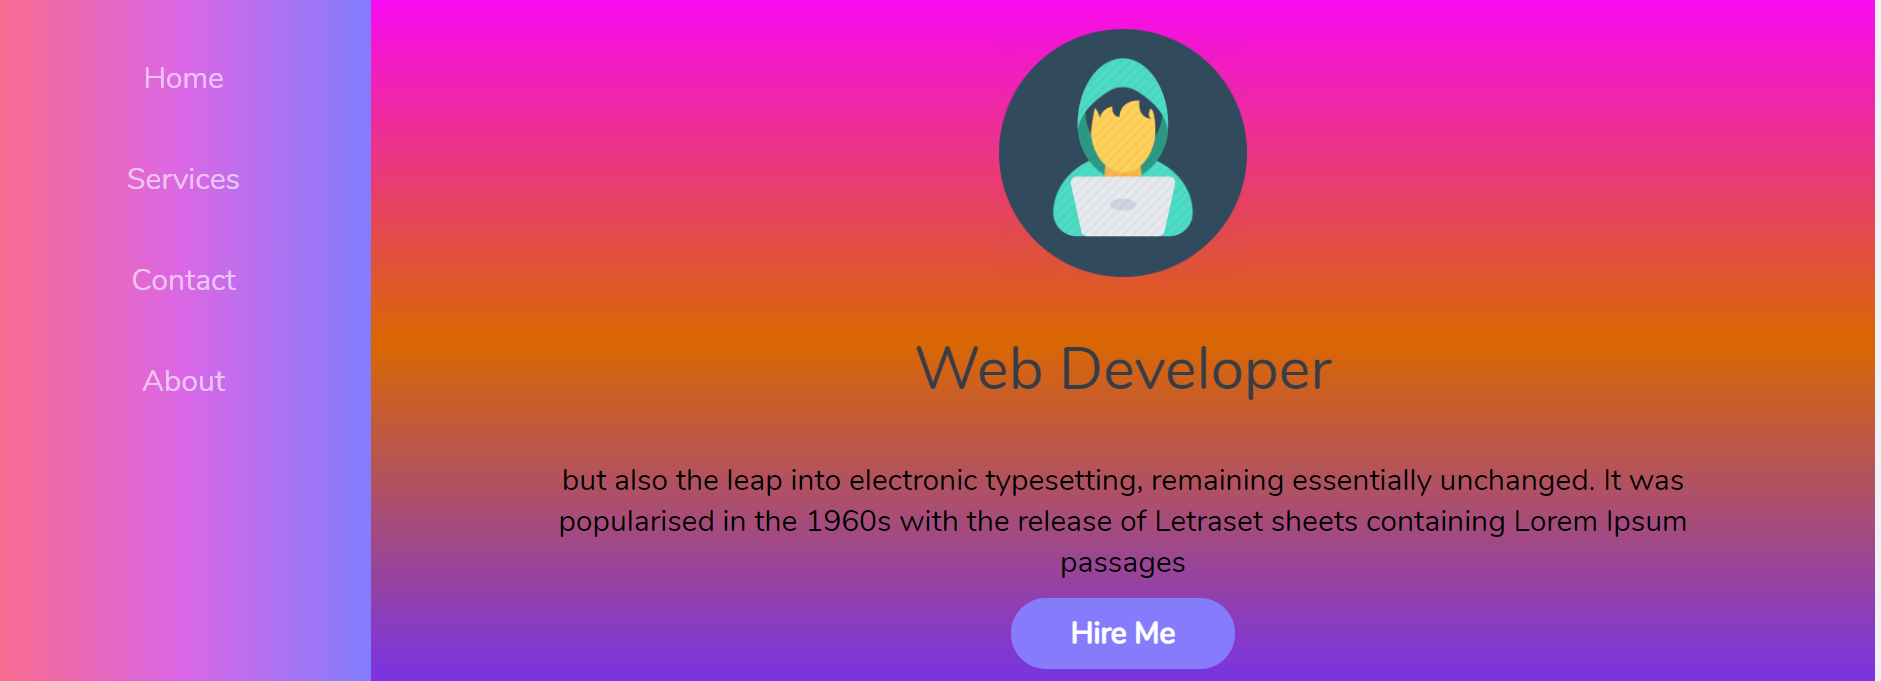 Home
Services
Contact
About
Web Developer
but also the leap into electronic typesetting, remaining essentially unchanged. It was
popularised in the 1960s with the release of Letraset sheets containing Lorem Ipsum
passages
Hire Me